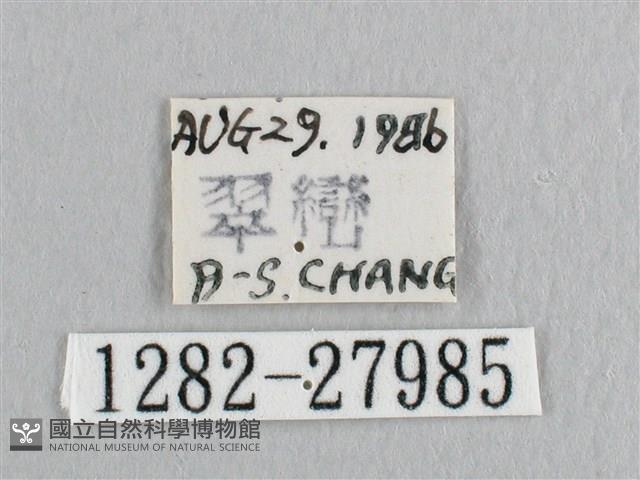 AUG 29. 1986
翠巒
B-S. CHANG
1282-27985
國立自然科學博物館
NATIONAL MUSEUM OF NATURAL SCIENCE